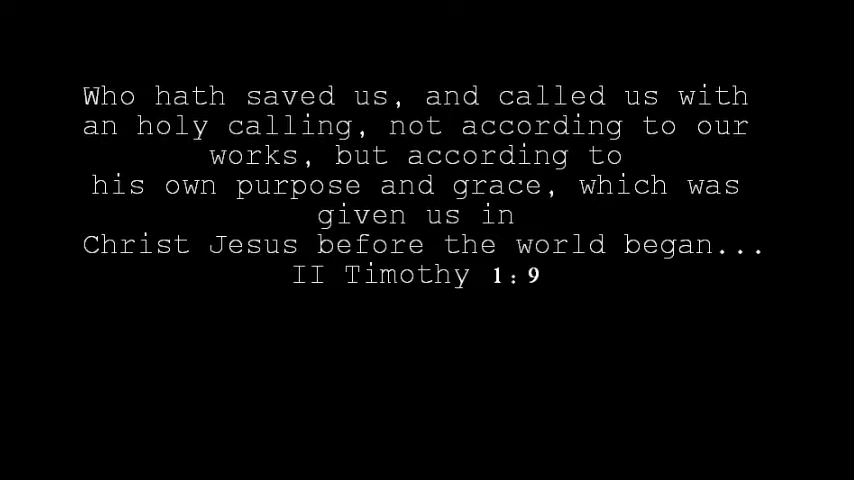 Who hath saved us, and called us with
an holy calling, not according to our
works, but according to
his own purpose and grace, which was
given us in
Christ Jesus before the world began...
II Timothy 1:9